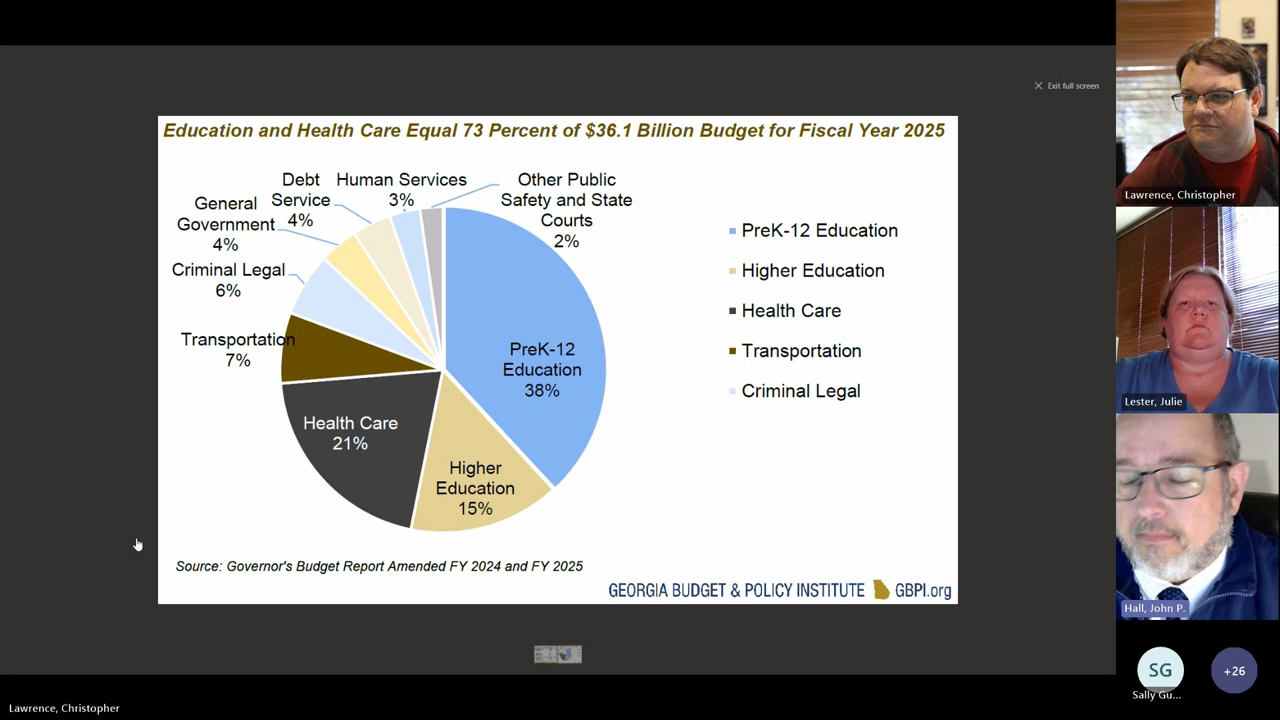 Exit full screen
Education and Health Care Equal 73 Percent of $36.1 Billion Budget for Fiscal Year 2025
Debt
Service
4%
Human Services
3%
Other Public
Safety and State
Courts
2%
General
Government
4%
Criminal Legal
6%
Transportation
7%
PreK-12
Education
38%
Health Care
21%
Higher
Education
15%
PreK-12 Education
Higher Education
Health Care
Transportation
Criminal Legal
Source: Governor's Budget Report Amended FY 2024 and FY 2025
GEORGIA BUDGET & POLICY INSTITUTE GBPI.org
Lawrence, Christopher
Lester, Julie
Hall, John P.
SG
Sally Gu...
+26
Lawrence, Christopher